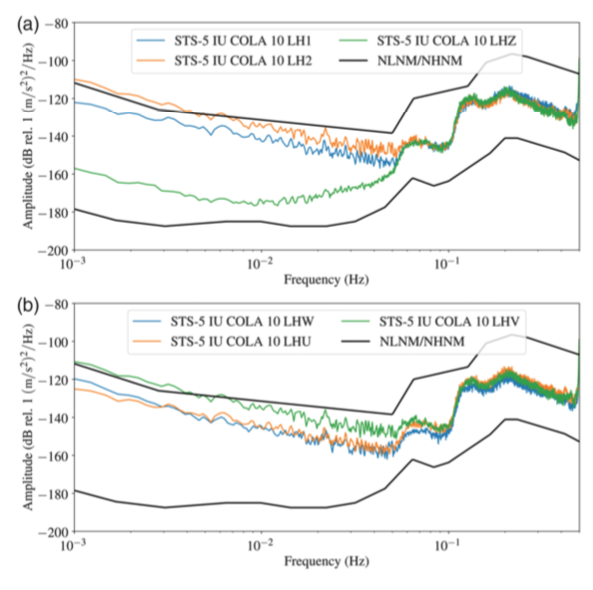 (a)
−80
−100
−120
−140
−160
−180
−200
Amplitude (dB rel. 1 (m/s²)²/Hz)
STS-5 IU COLA 10 LH1
STS-5 IU COLA 10 LH2
STS-5 IU COLA 10 LHZ
NLNM/NHNM
10⁻³
10⁻²
10⁻¹
Frequency (Hz)
(b)
−80
−100
−120
−140
−160
−180
−200
Amplitude (dB rel. 1 (m/s²)²/Hz)
STS-5 IU COLA 10 LHW
STS-5 IU COLA 10 LHU
STS-5 IU COLA 10 LHV
NLNM/NHNM
10⁻³
10⁻²
10⁻¹
Frequency (Hz)